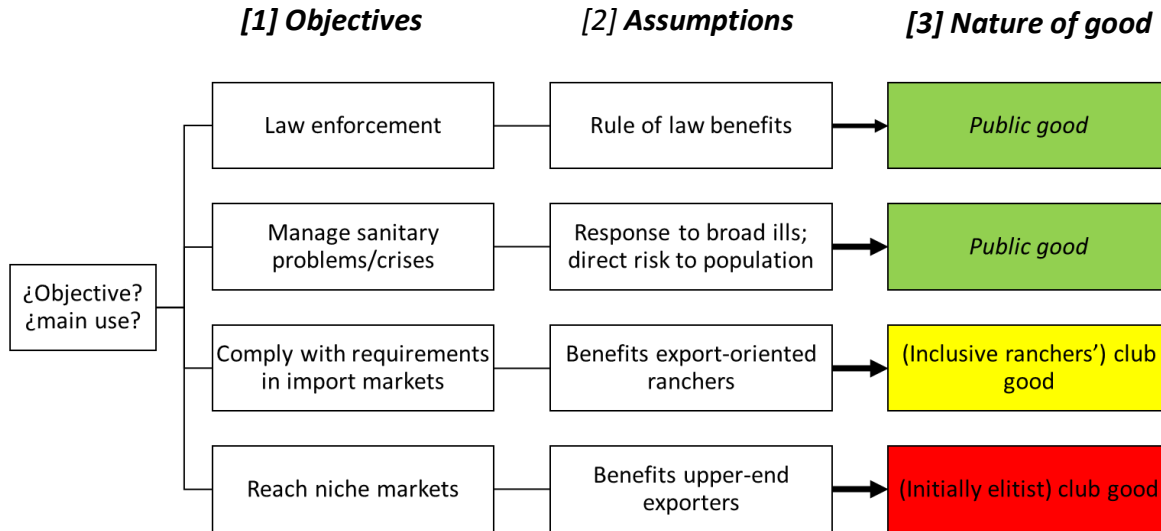 [1] Objectives
[2] Assumptions
[3] Nature of good
Law enforcement
Rule of law benefits
Public good
Manage sanitary
problems/crises
Response to broad ills;
direct risk to population
Public good
¿Objective?
¿main use?
Comply with requirements
in import markets
Benefits export-oriented
ranchers
(Inclusive ranchers’) club
good
Reach niche markets
Benefits upper-end
exporters
(Initially elitist) club good